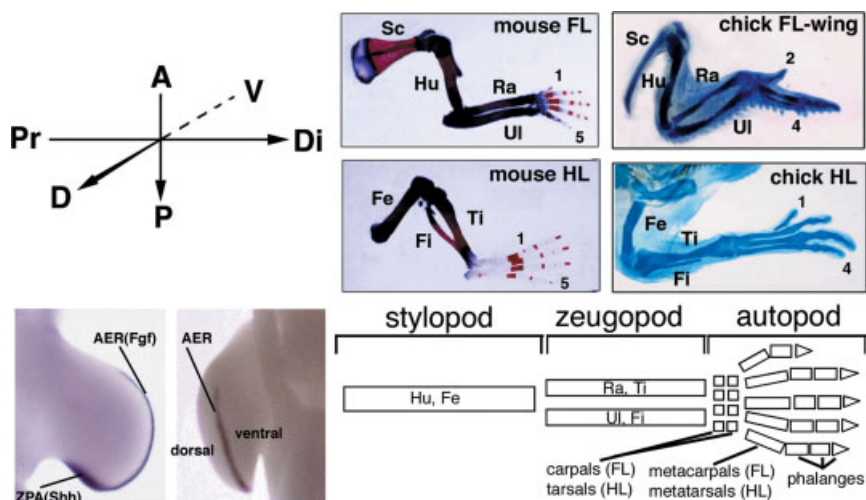 A
V
Pr
Di
D
P
mouse FL
Sc
Hu
Ra
Ul
1
5
chick FL-wing
Sc
Hu
Ra
Ul
2
4
mouse HL
Fe
Fi
Ti
1
5
chick HL
Fe
Ti
Fi
1
4
AER(Fgf)
ZPA(Shh)
AER
dorsal
ventral
stylopod
zeugopod
autopod
Hu, Fe
Ra, Ti
Ul, Fi
carpals (FL)
tarsals (HL)
metacarpals (FL)
metatarsals (HL)
phalanges